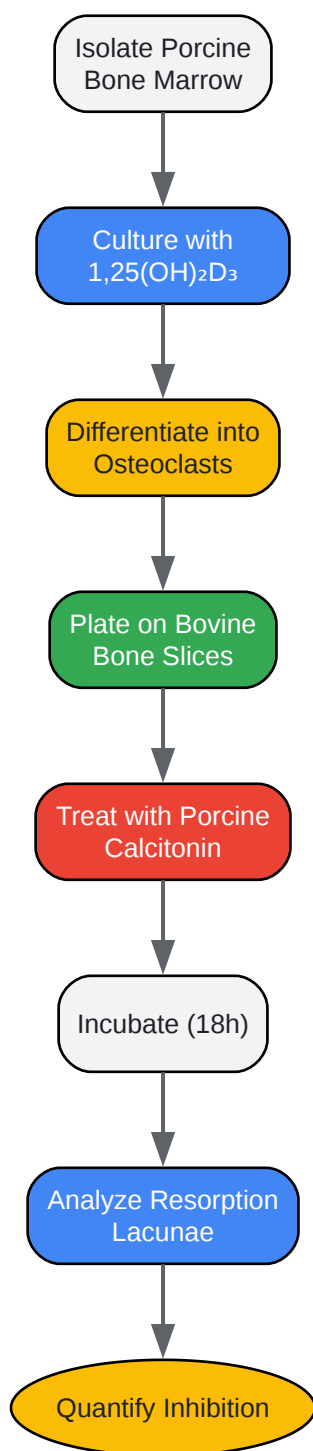 Isolate Porcine
Bone Marrow
Culture with
1,25(OH)₂D₃
Differentiate into
Osteoclasts
Plate on Bovine
Bone Slices
Treat with Porcine
Calcitonin
Incubate (18h)
Analyze Resorption
Lacunae
Quantify Inhibition